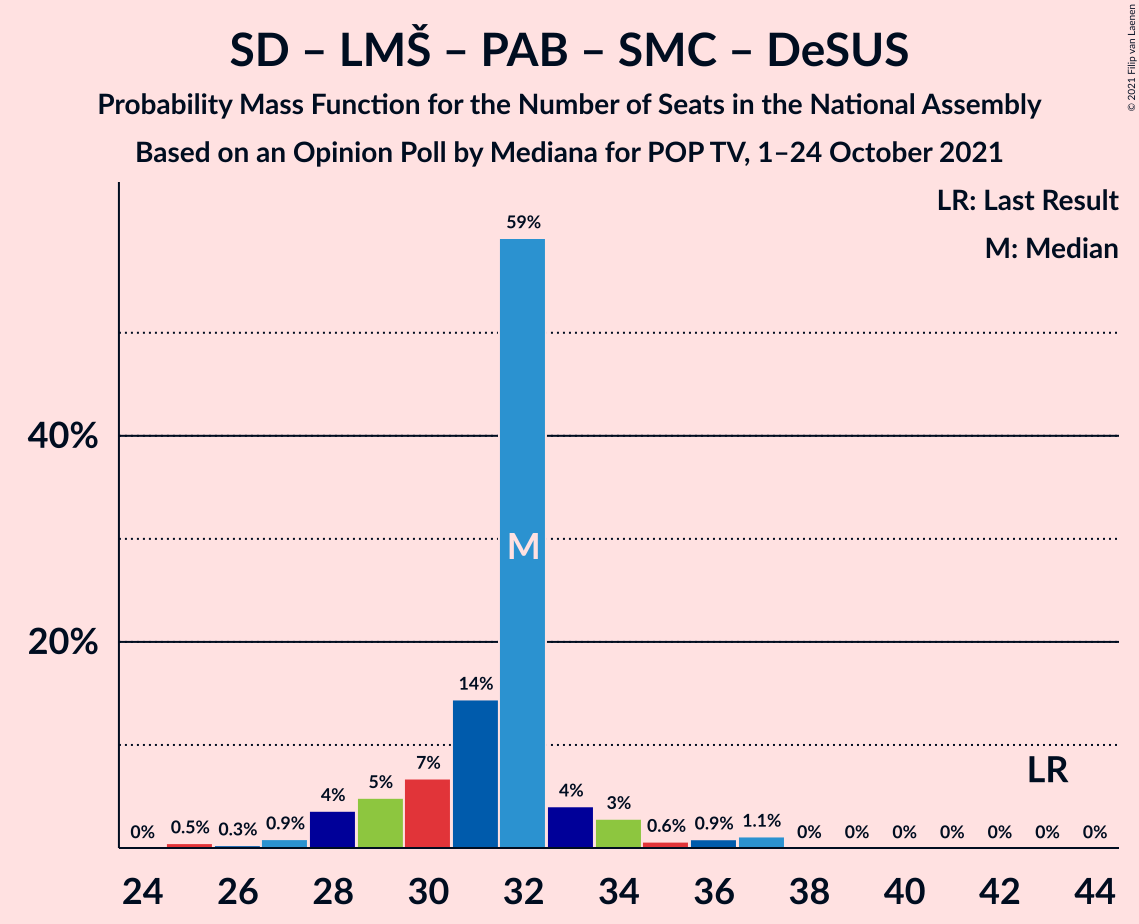 SD – LMŠ – PAB – SMC – DeSUS
Probability Mass Function for the Number of Seats in the National Assembly
Based on an Opinion Poll by Mediana for POP TV, 1–24 October 2021
© 2021 Filip van Laenen
LR: Last Result
M: Median
59%
40%
M
20%
14%
7%
5%
4%
4%
3%
LR
0% 0.5% 0.3% 0.9% 0.6% 0.9% 1.1% 0% 0% 0% 0% 0% 0% 0%
24 26 28 30 32 34 36 38 40 42 44